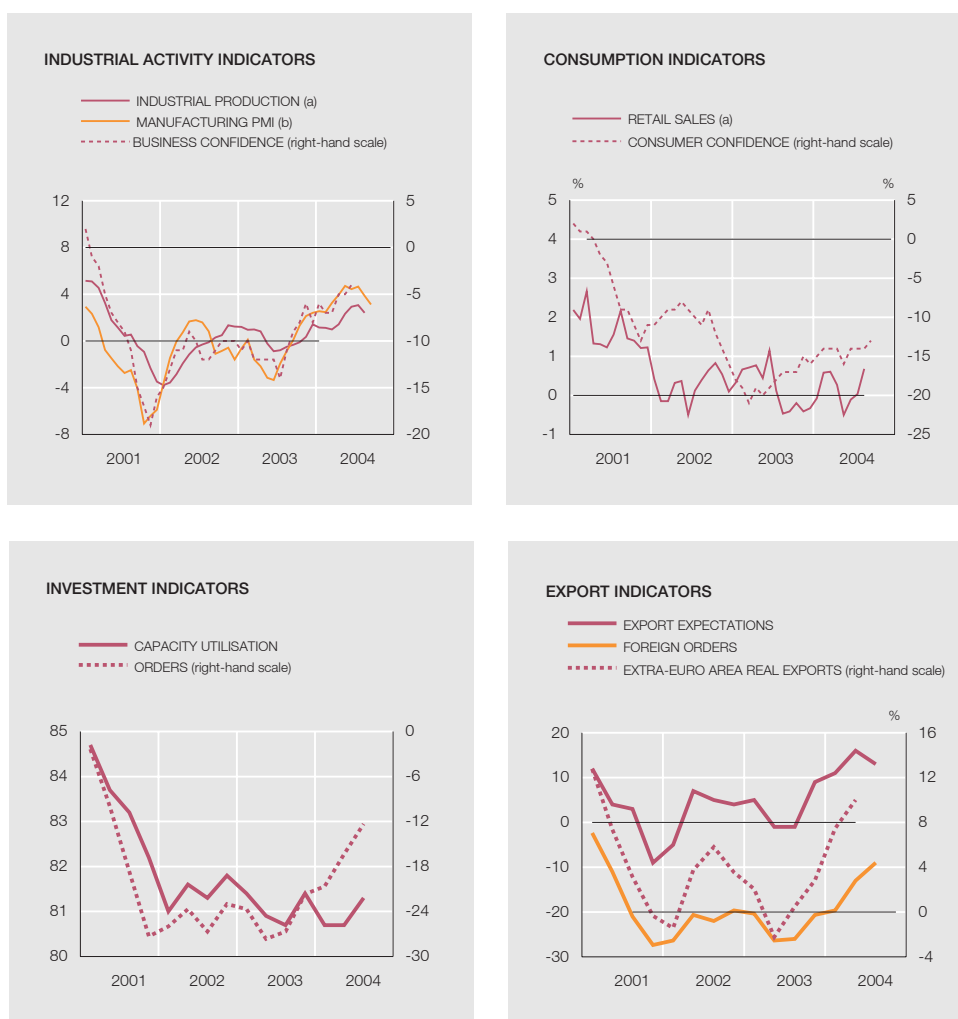 INDUSTRIAL ACTIVITY INDICATORS
INDUSTRIAL PRODUCTION (a)
MANUFACTURING PMI (b)
BUSINESS CONFIDENCE (right-hand scale)
12 5
8 0
4 -5
0 -10
-4 -15
-8 -20
2001 2002 2003 2004
CONSUMPTION INDICATORS
RETAIL SALES (a)
CONSUMER CONFIDENCE (right-hand scale)
% %
5 5
4 0
3 -5
2 -10
1 -15
0 -20
-1 -25
2001 2002 2003 2004
INVESTMENT INDICATORS
CAPACITY UTILISATION
ORDERS (right-hand scale)
85 0
84 -6
83 -12
82 -18
81 -24
80 -30
2001 2002 2003 2004
EXPORT INDICATORS
EXPORT EXPECTATIONS
FOREIGN ORDERS
EXTRA-EURO AREA REAL EXPORTS (right-hand scale)
%
20 16
10 12
0 8
-10 4
-20 0
-30 -4
2001 2002 2003 2004